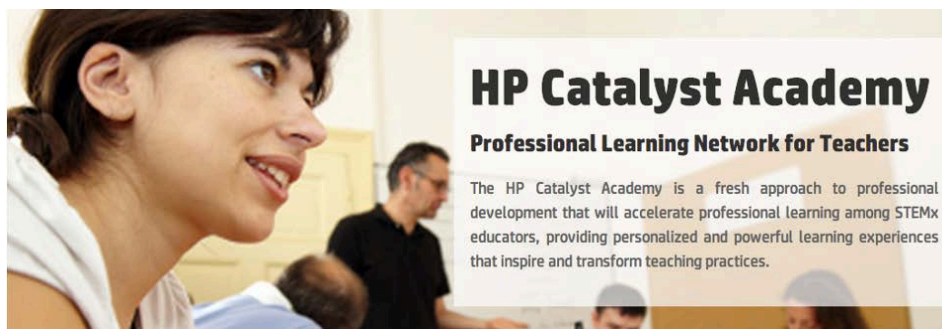 HP Catalyst Academy
Professional Learning Network for Teachers
The HP Catalyst Academy is a fresh approach to professional
development that will accelerate professional learning among STEMx
educators, providing personalized and powerful learning experiences
that inspire and transform teaching practices.